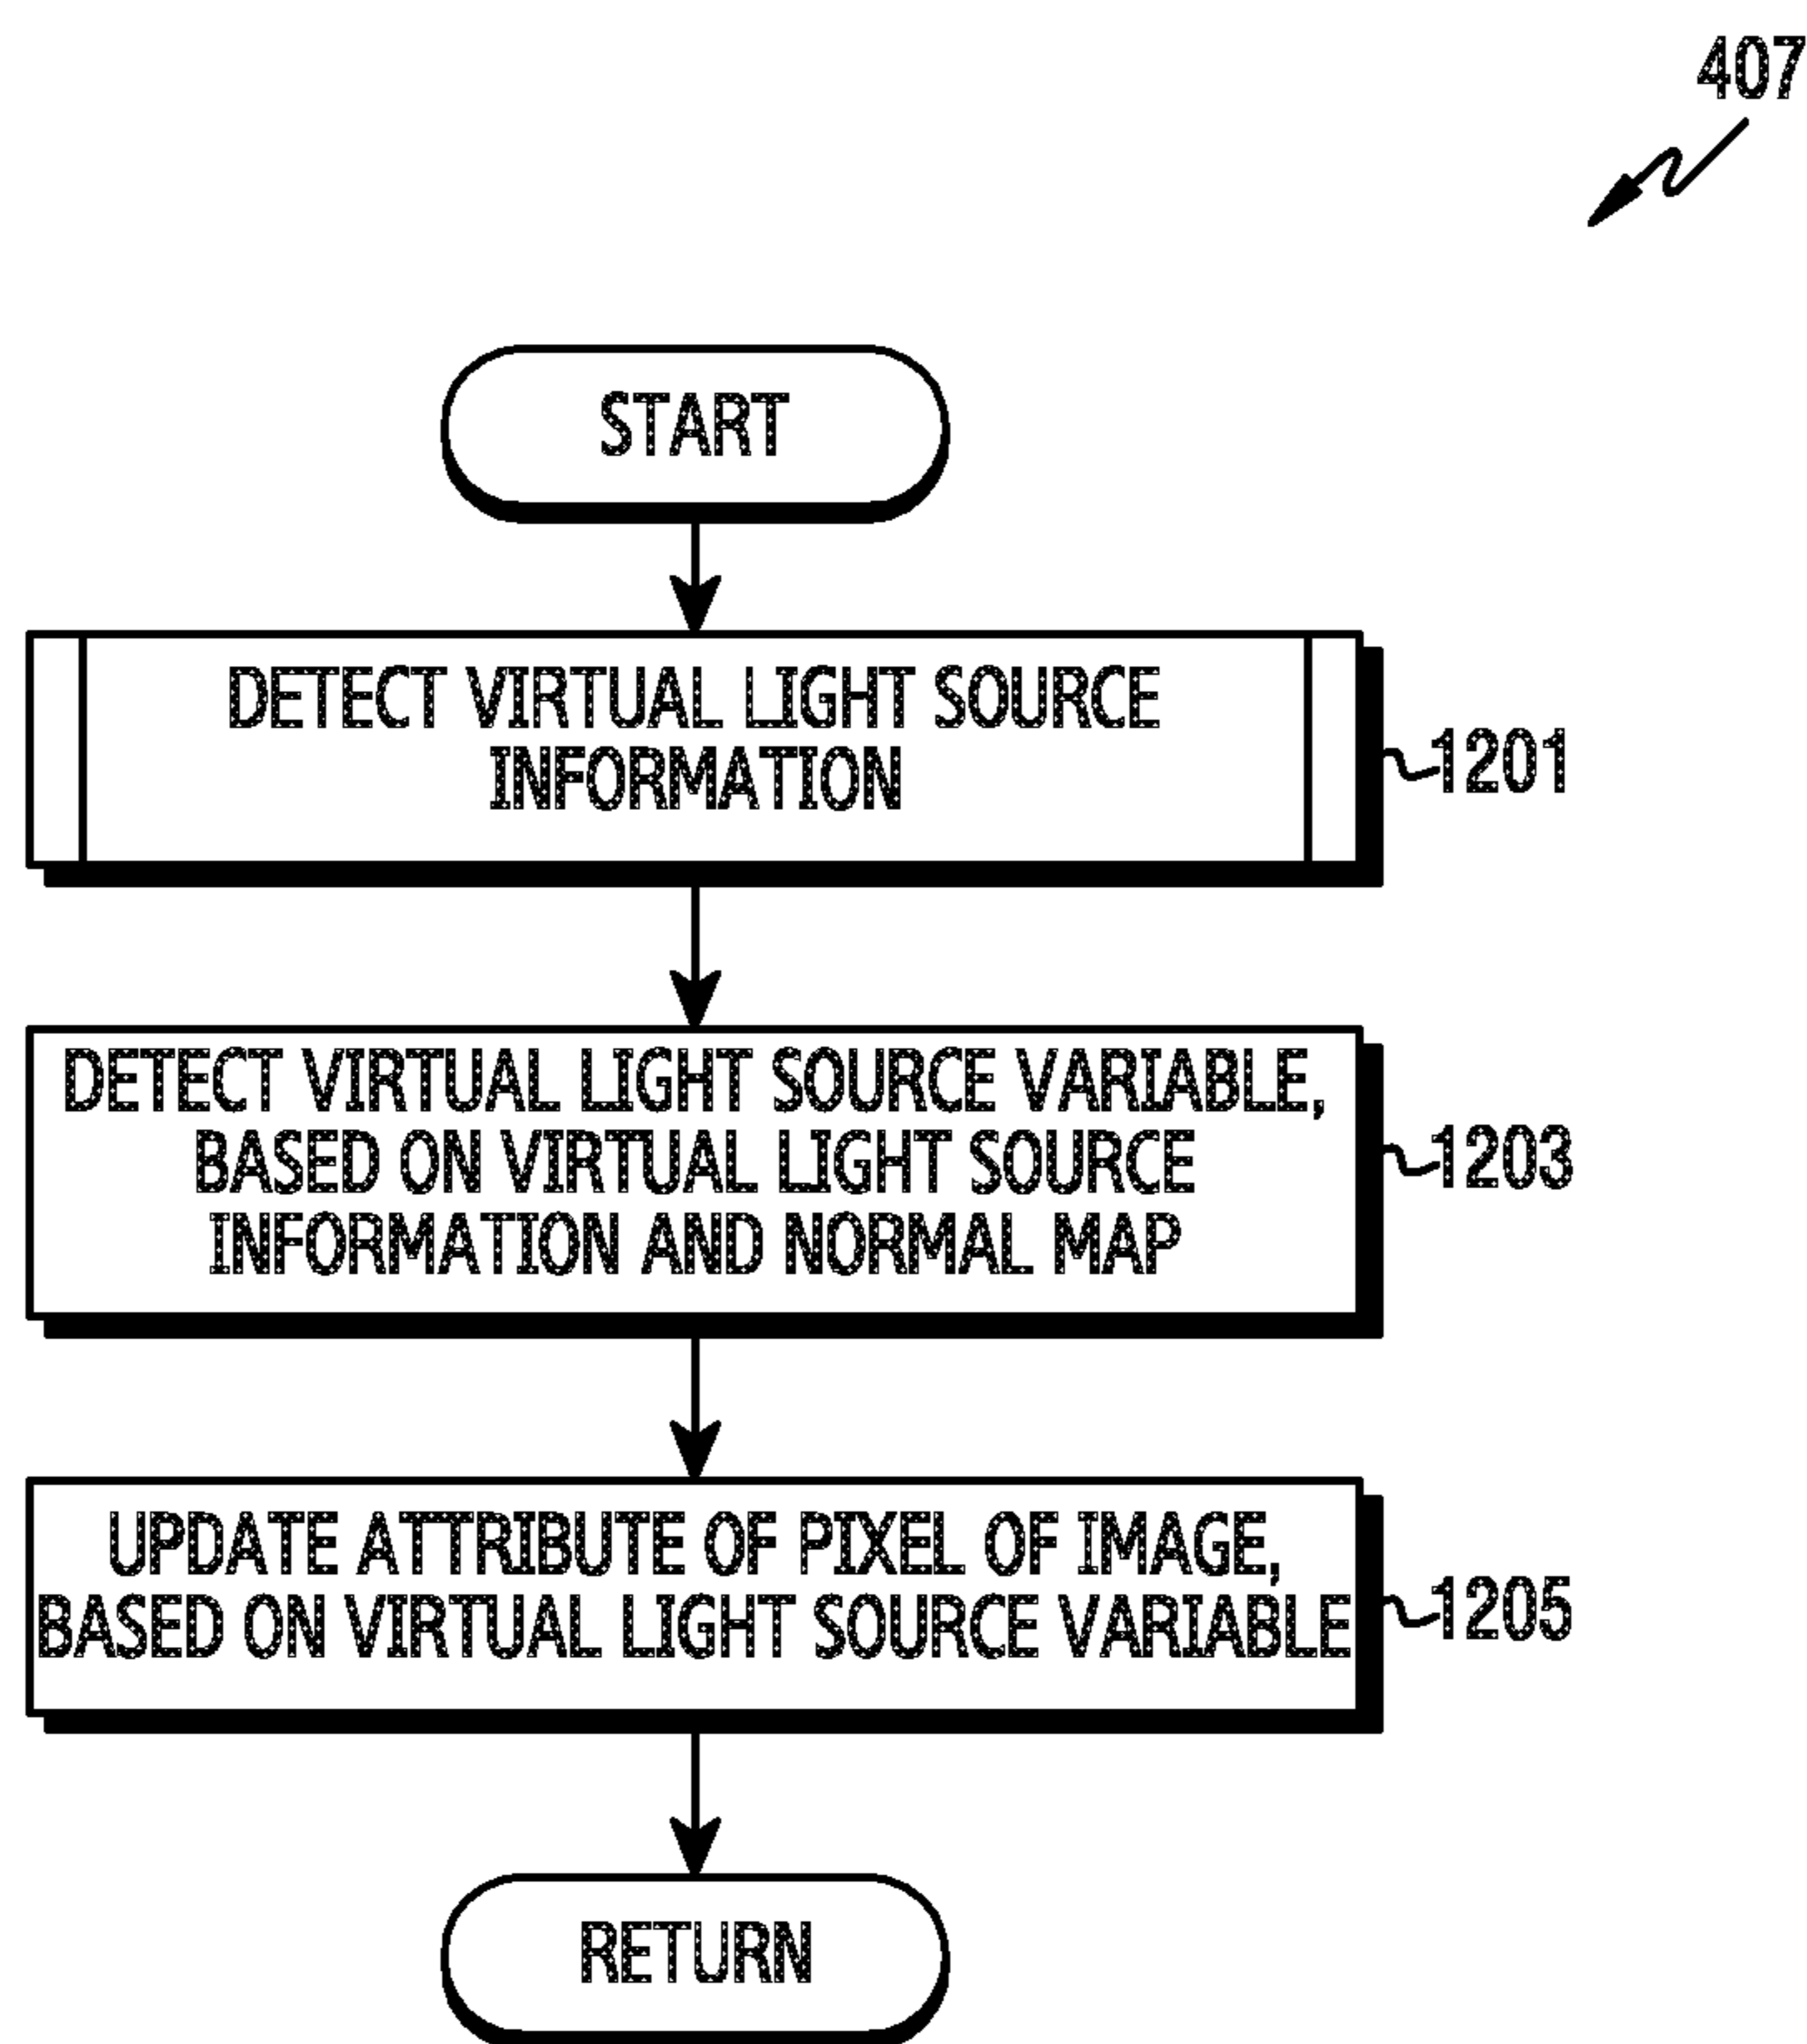 407
START
DETECT VIRTUAL LIGHT SOURCE
INFORMATION
1201
DETECT VIRTUAL LIGHT SOURCE VARIABLE,
BASED ON VIRTUAL LIGHT SOURCE
INFORMATION AND NORMAL MAP
1203
UPDATE ATTRIBUTE OF PIXEL OF IMAGE,
BASED ON VIRTUAL LIGHT SOURCE VARIABLE
1205
RETURN